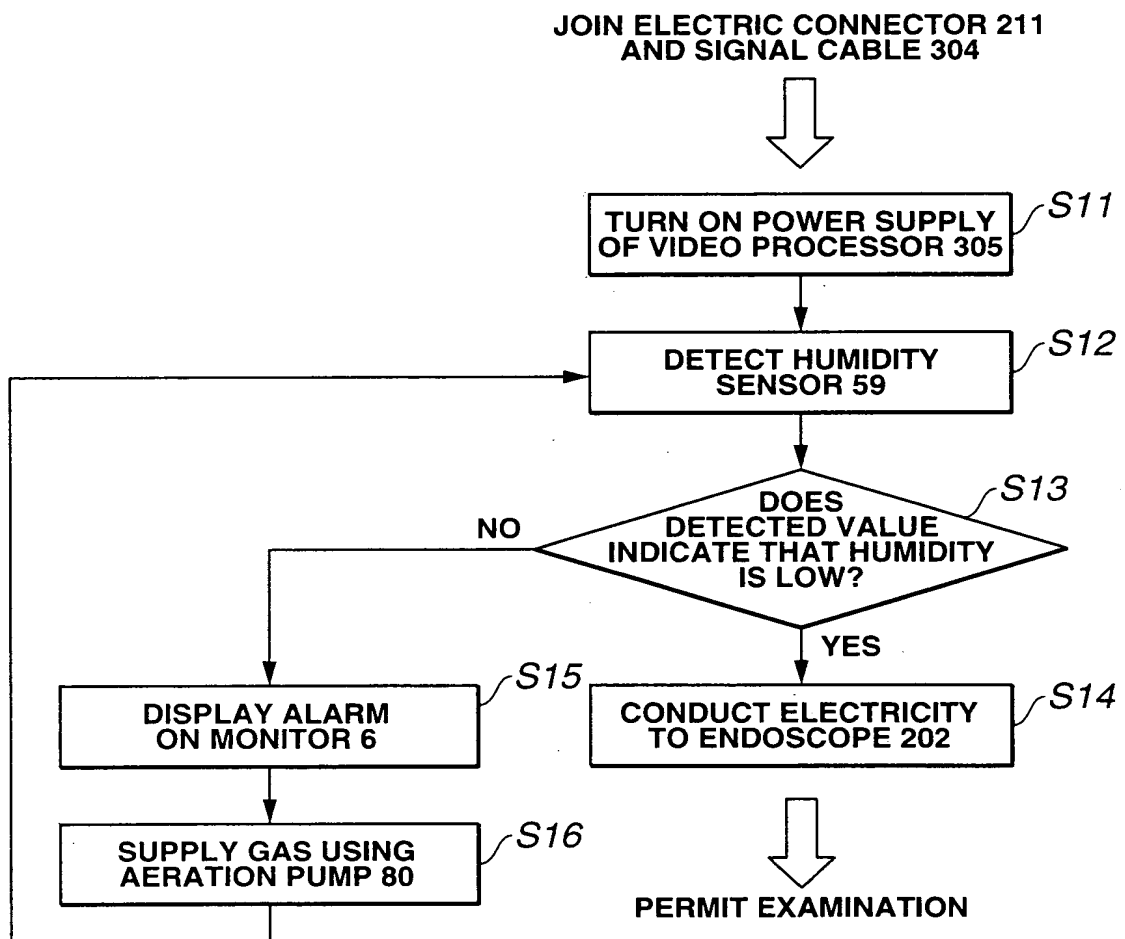 JOIN ELECTRIC CONNECTOR 211
AND SIGNAL CABLE 304
S11
TURN ON POWER SUPPLY
OF VIDEO PROCESSOR 305
S12
DETECT HUMIDITY
SENSOR 59
S13
DOES
DETECTED VALUE
INDICATE THAT HUMIDITY
IS LOW?
NO
YES
S15
DISPLAY ALARM
ON MONITOR 6
S14
CONDUCT ELECTRICITY
TO ENDOSCOPE 202
S16
SUPPLY GAS USING
AERATION PUMP 80
PERMIT EXAMINATION